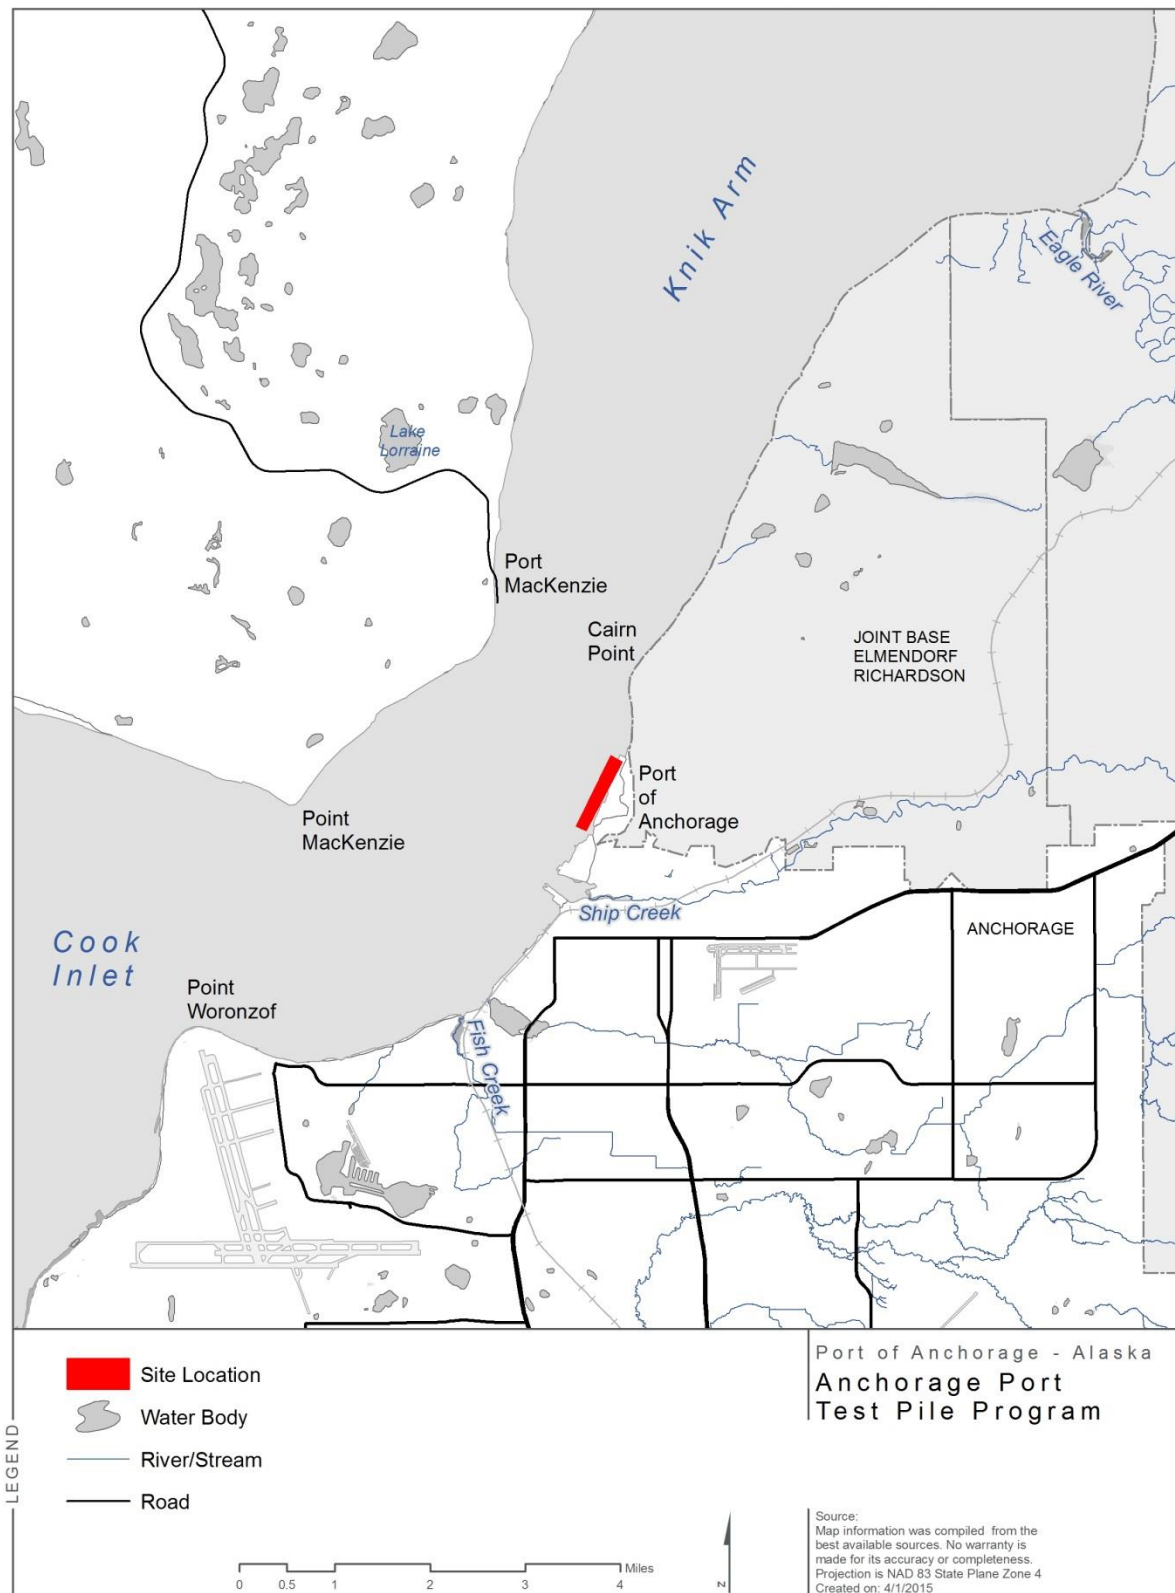 Knik Arm
Eagle River
Lake
Lorraine
Port
MacKenzie
Cairn
Point
JOINT BASE
ELMENDORF
RICHARDSON
Port
of
Anchorage
Point
MacKenzie
Ship Creek
ANCHORAGE
Cook
Inlet
Point
Woronzof
Fish Creek
LEGEND
Site Location
Water Body
River/Stream
Road
Port of Anchorage - Alaska
Anchorage Port
Test Pile Program
Miles
0 0.5 1 2 3 4
N
Source:
Map information was compiled from the
best available sources. No warranty is
made for its accuracy or completeness.
Projection is NAD 83 State Plane Zone 4
Created on: 4/1/2015